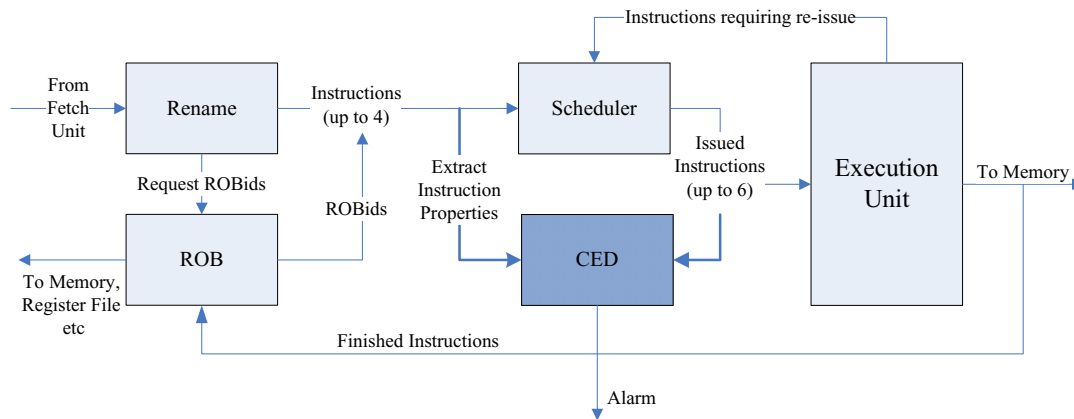 Instructions requiring re-issue
From
Fetch
Unit
Rename
Instructions
(up to 4)
Scheduler
Issued
Instructions
(up to 6)
Execution
Unit
To Memory
Request ROBids
ROBids
Extract
Instruction
Properties
ROB
CED
To Memory,
Register File
etc
Finished Instructions
Alarm